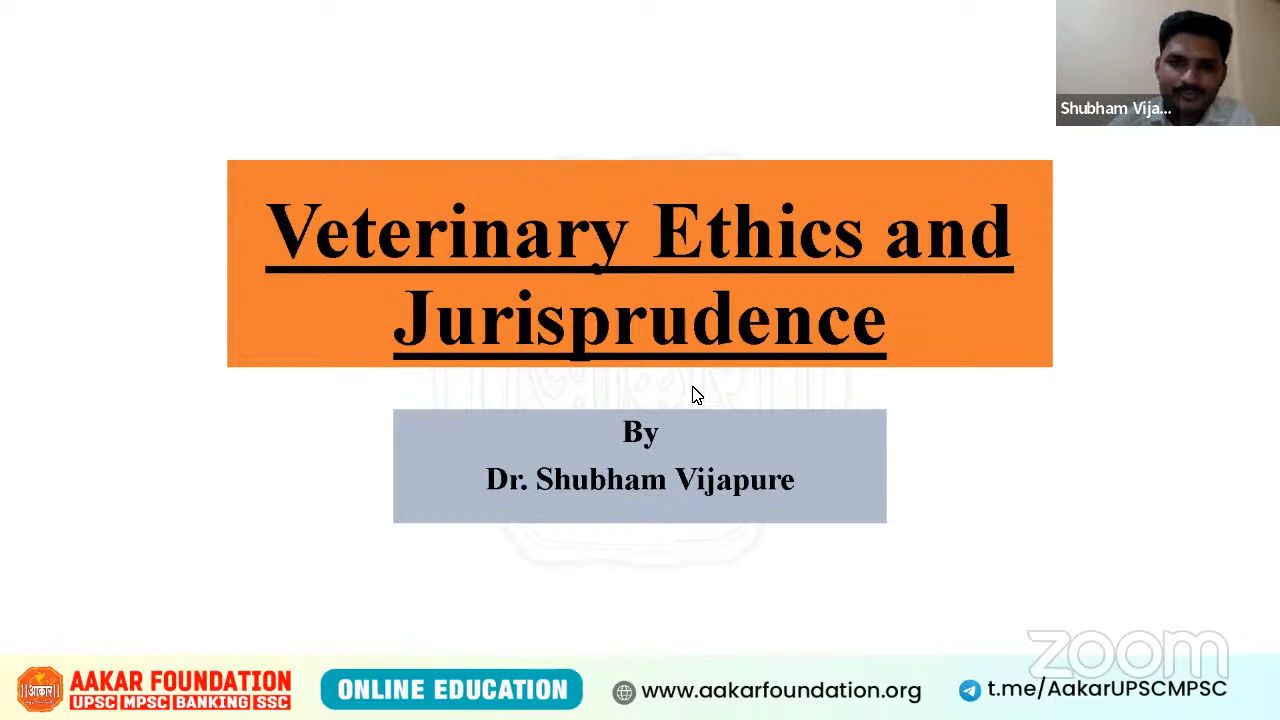 Shubham Vija...
Veterinary Ethics and
Jurisprudence
By
Dr. Shubham Vijapure
zoom
आकार
AAKAR FOUNDATION
UPSC MPSC BANKING SSC
ONLINE EDUCATION
www.aakarfoundation.org
t.me/AakarUPSCMPSC